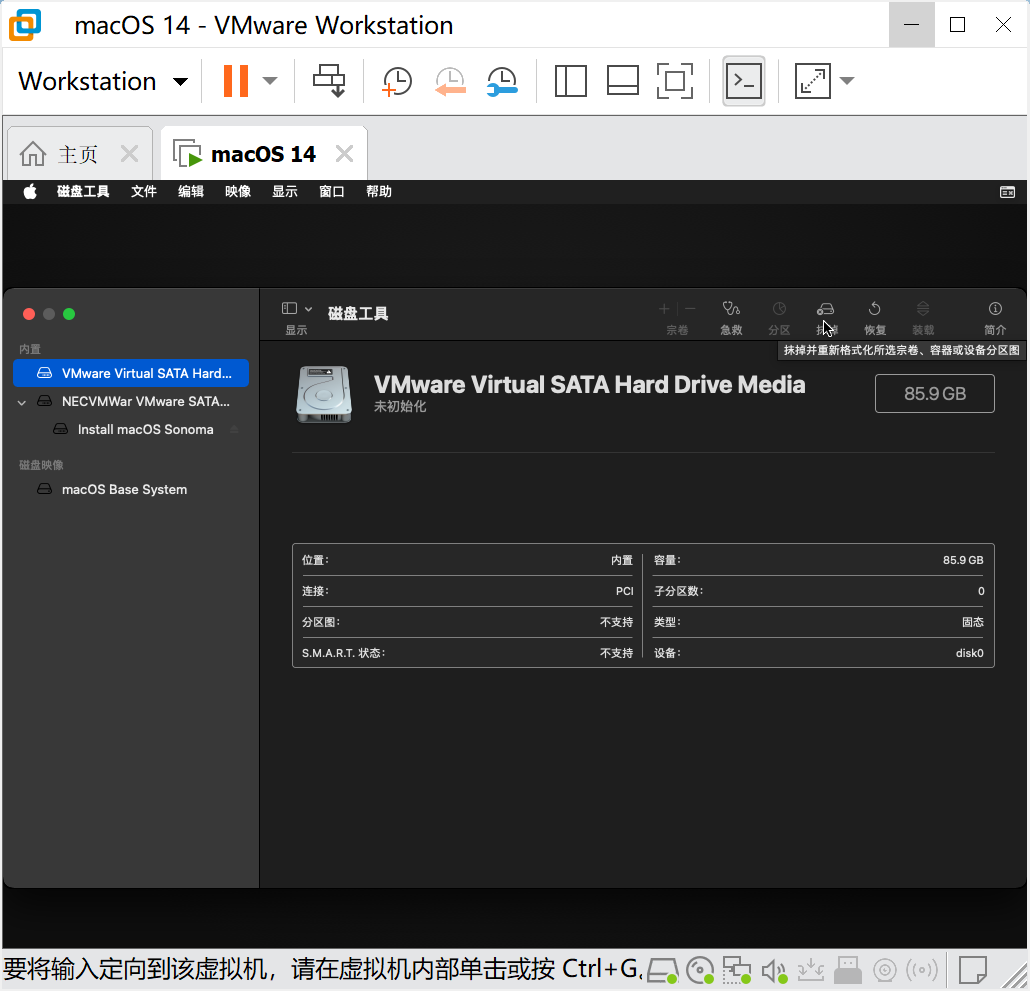 macOS 14 - VMware Workstation
Workstation
主页
macOS 14
磁盘工具 文件 编辑 映像 显示 窗口 帮助
显示
磁盘工具
宗卷
急救
分区
恢复
装载
简介
抹掉并重新格式化所选宗卷、容器或设备分区图
内置
VMware Virtual SATA Hard...
NECVMWar VMware SATA...
Install macOS Sonoma
磁盘映像
macOS Base System
VMware Virtual SATA Hard Drive Media
未初始化
85.9 GB
位置: 内置
容量: 85.9 GB
连接: PCI
子分区数: 0
分区图: 不支持
类型: 固态
S.M.A.R.T. 状态: 不支持
设备: disk0
要将输入定向到该虚拟机，请在虚拟机内部单击或按 Ctrl+G。